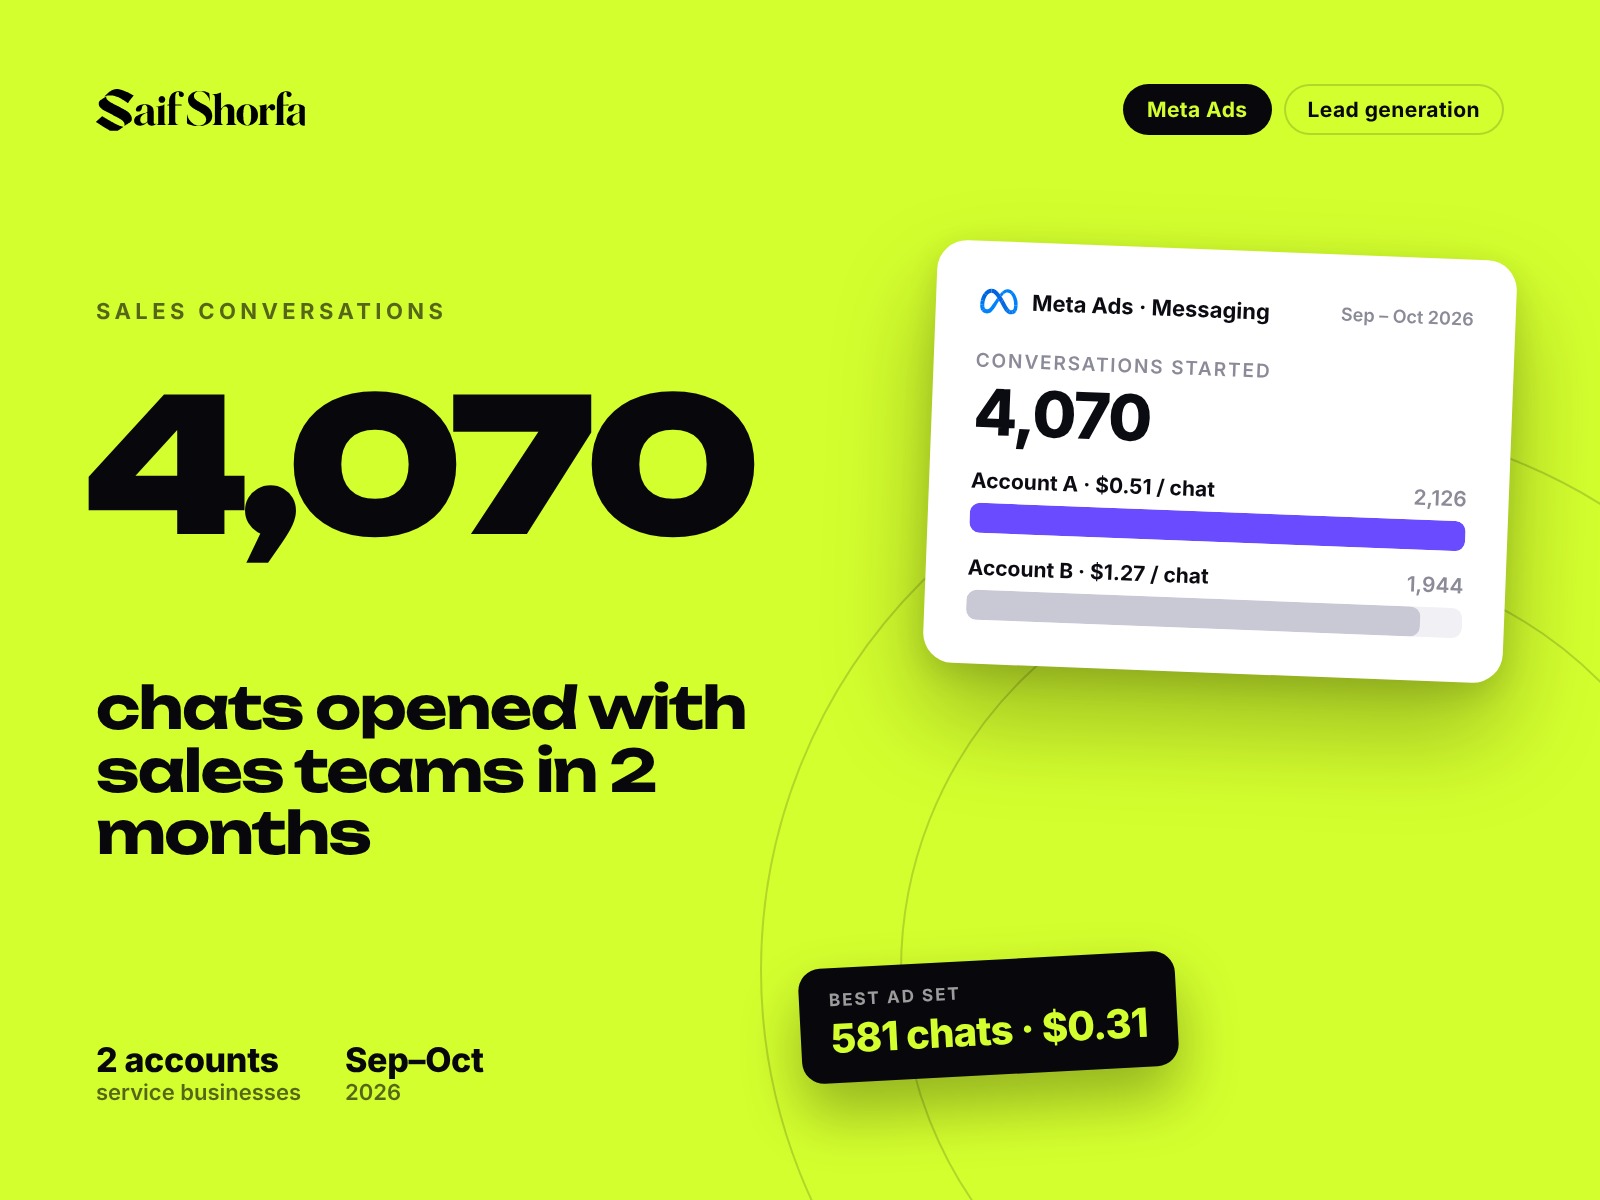 Saif Shorfa
Meta Ads
Lead generation
SALES CONVERSATIONS
4,070
chats opened with
sales teams in 2
months
2 accounts
service businesses
Sep–Oct
2026
Meta Ads · Messaging
Sep – Oct 2026
CONVERSATIONS STARTED
4,070
Account A · $0.51 / chat
2,126
Account B · $1.27 / chat
1,944
BEST AD SET
581 chats · $0.31